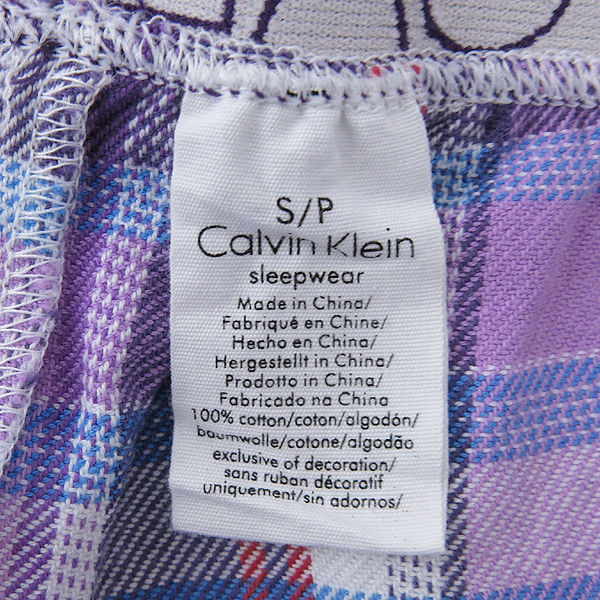 S/P
Calvin Klein
sleepwear
Made in China/
Fabriqué en Chine/
Hecho en China/
Hergestellt in China/
Prodotto in China/
Fabricado na China
100% cotton/coton/algodón/
baumwolle/cotone/algodão
exclusive of decoration/
sans ruban décoratif
uniquement/sin adornos/